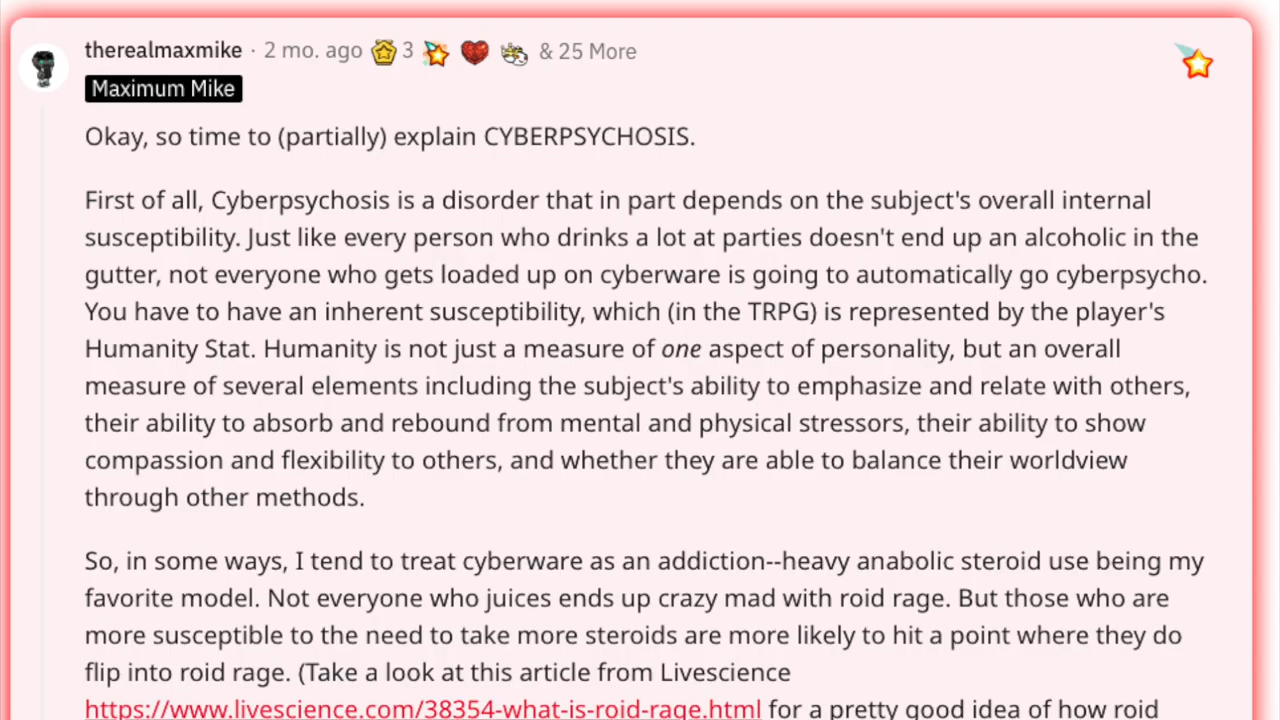 therealmaxmike · 2 mo. ago 3 & 25 More
Maximum Mike
Okay, so time to (partially) explain CYBERPSYCHOSIS.
First of all, Cyberpsychosis is a disorder that in part depends on the subject's overall internal
susceptibility. Just like every person who drinks a lot at parties doesn't end up an alcoholic in the
gutter, not everyone who gets loaded up on cyberware is going to automatically go cyberpsycho.
You have to have an inherent susceptibility, which (in the TRPG) is represented by the player's
Humanity Stat. Humanity is not just a measure of one aspect of personality, but an overall
measure of several elements including the subject's ability to emphasize and relate with others,
their ability to absorb and rebound from mental and physical stressors, their ability to show
compassion and flexibility to others, and whether they are able to balance their worldview
through other methods.
So, in some ways, I tend to treat cyberware as an addiction--heavy anabolic steroid use being my
favorite model. Not everyone who juices ends up crazy mad with roid rage. But those who are
more susceptible to the need to take more steroids are more likely to hit a point where they do
flip into roid rage. (Take a look at this article from Livescience
https://www.livescience.com/38354-what-is-roid-rage.html for a pretty good idea of how roid